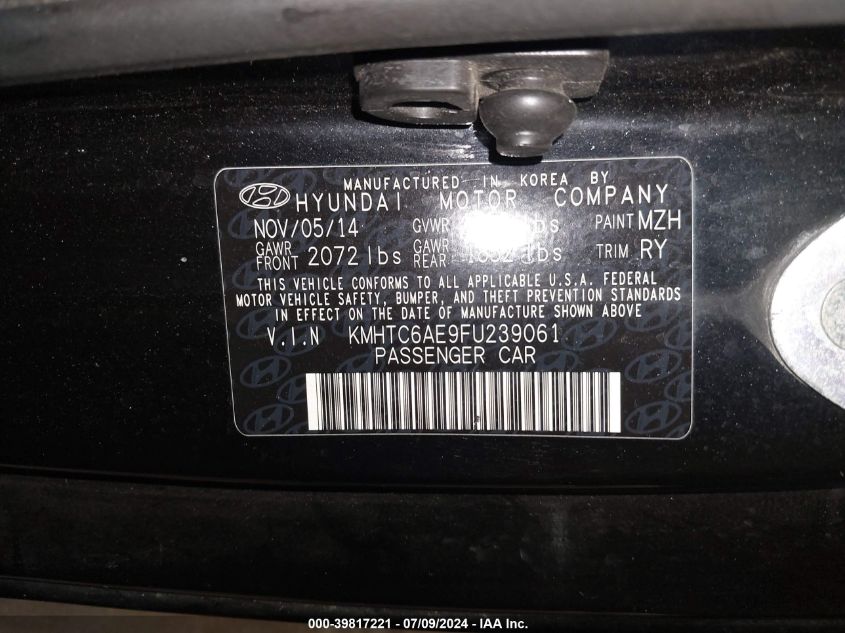 MANUFACTURED IN KOREA BY
HYUNDAI MOTOR COMPANY
NOV/05/14 GVWR lbs PAINT MZH
GAWR FRONT 2072 lbs GAWR REAR lbs TRIM RY
THIS VEHICLE CONFORMS TO ALL APPLICABLE U.S.A. FEDERAL
MOTOR VEHICLE SAFETY, BUMPER, AND THEFT PREVENTION STANDARDS
IN EFFECT ON THE DATE OF MANUFACTURE SHOWN ABOVE
V.I.N KMHTC6AE9FU239061
PASSENGER CAR
000-39817221 - 07/09/2024 - IAA Inc.